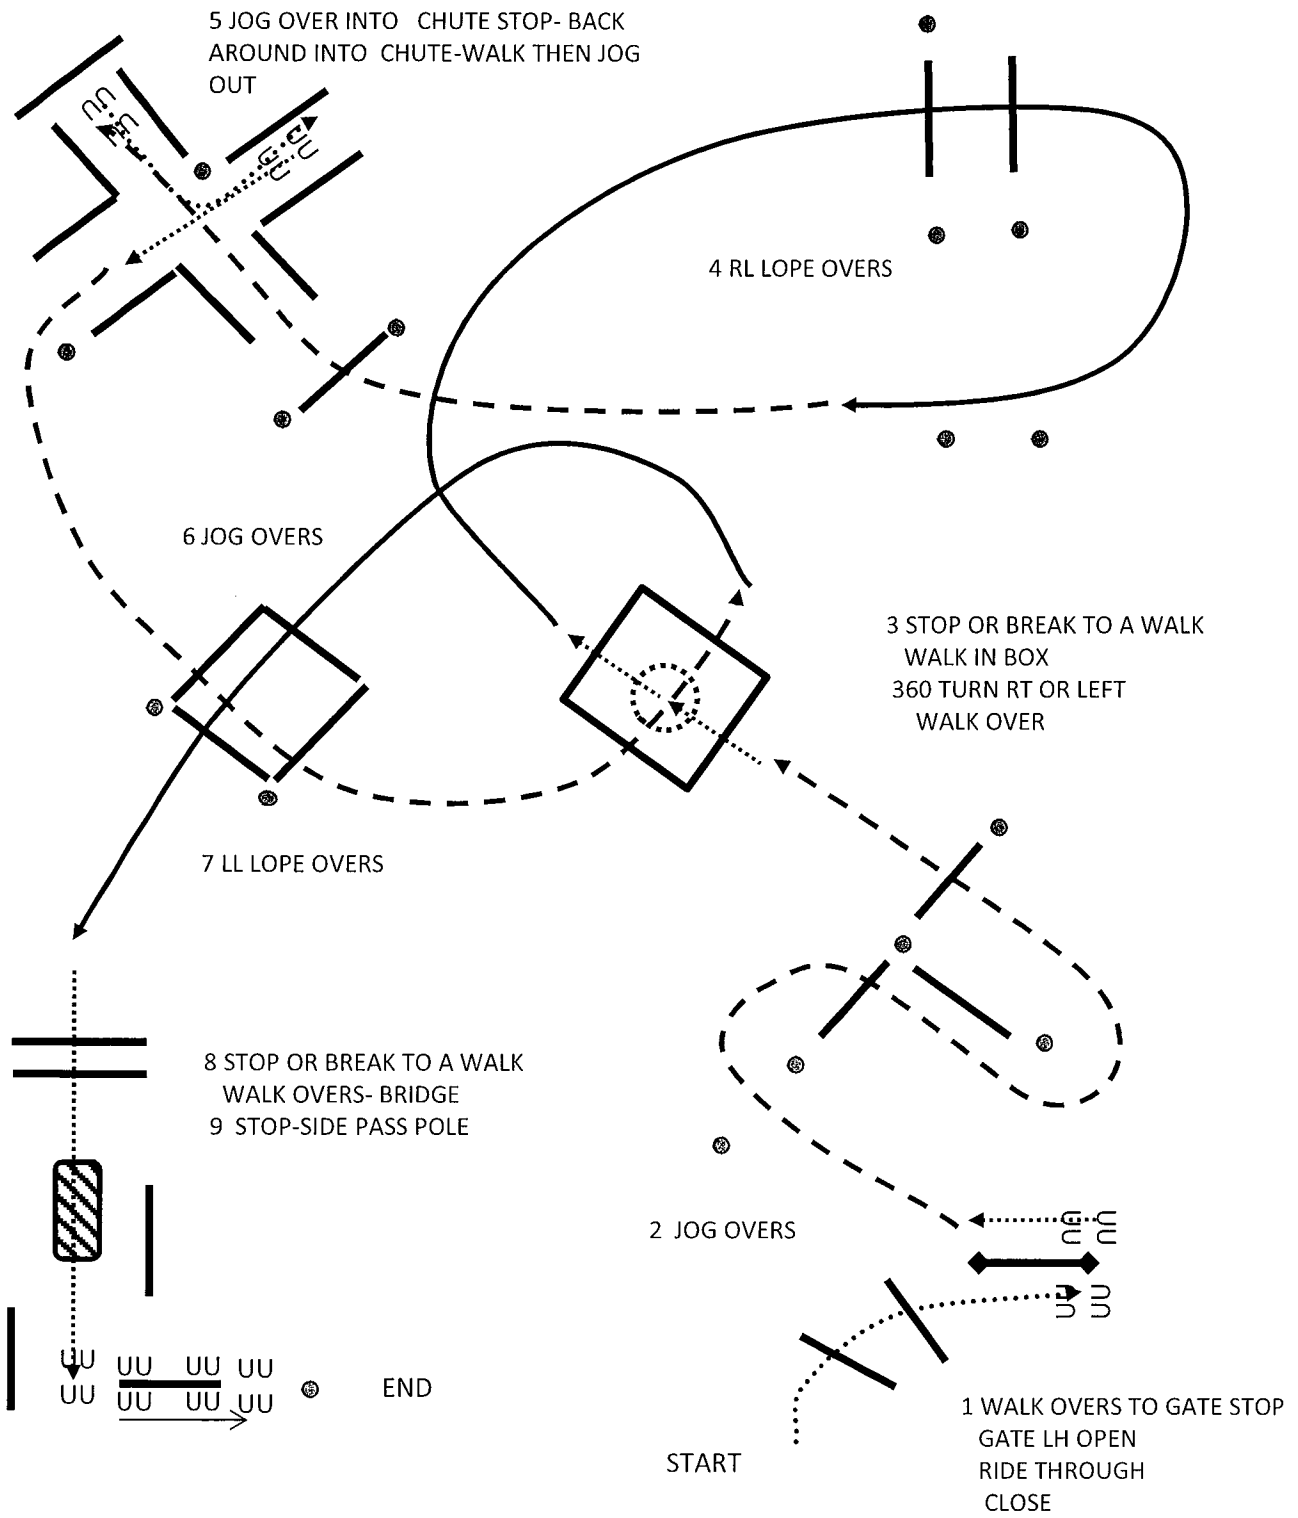 5 JOG OVER INTO CHUTE STOP- BACK
AROUND INTO CHUTE-WALK THEN JOG
OUT
4 RL LOPE OVERS
6 JOG OVERS
3 STOP OR BREAK TO A WALK
WALK IN BOX
360 TURN RT OR LEFT
WALK OVER
7 LL LOPE OVERS
8 STOP OR BREAK TO A WALK
WALK OVERS- BRIDGE
9 STOP-SIDE PASS POLE
2 JOG OVERS
END
1 WALK OVERS TO GATE STOP
GATE LH OPEN
RIDE THROUGH
CLOSE
START